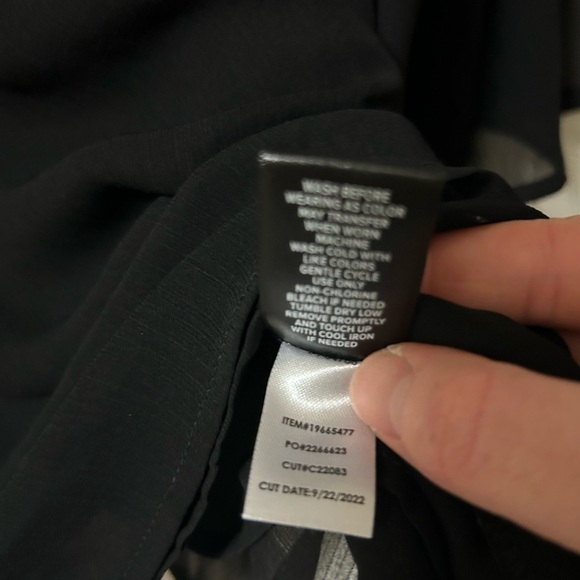 WASH BEFORE
WEARING AS COLOR
MAY TRANSFER
WHEN WORN
MACHINE
WASH COLD WITH
LIKE COLORS
GENTLE CYCLE
USE ONLY
NON-CHLORINE
BLEACH IF NEEDED
TUMBLE DRY LOW
REMOVE PROMPTLY
AND TOUCH UP
WITH COOL IRON
IF NEEDED
ITEM#19665477
PO#2266623
CUT#C22083
CUT DATE:9/22/2022